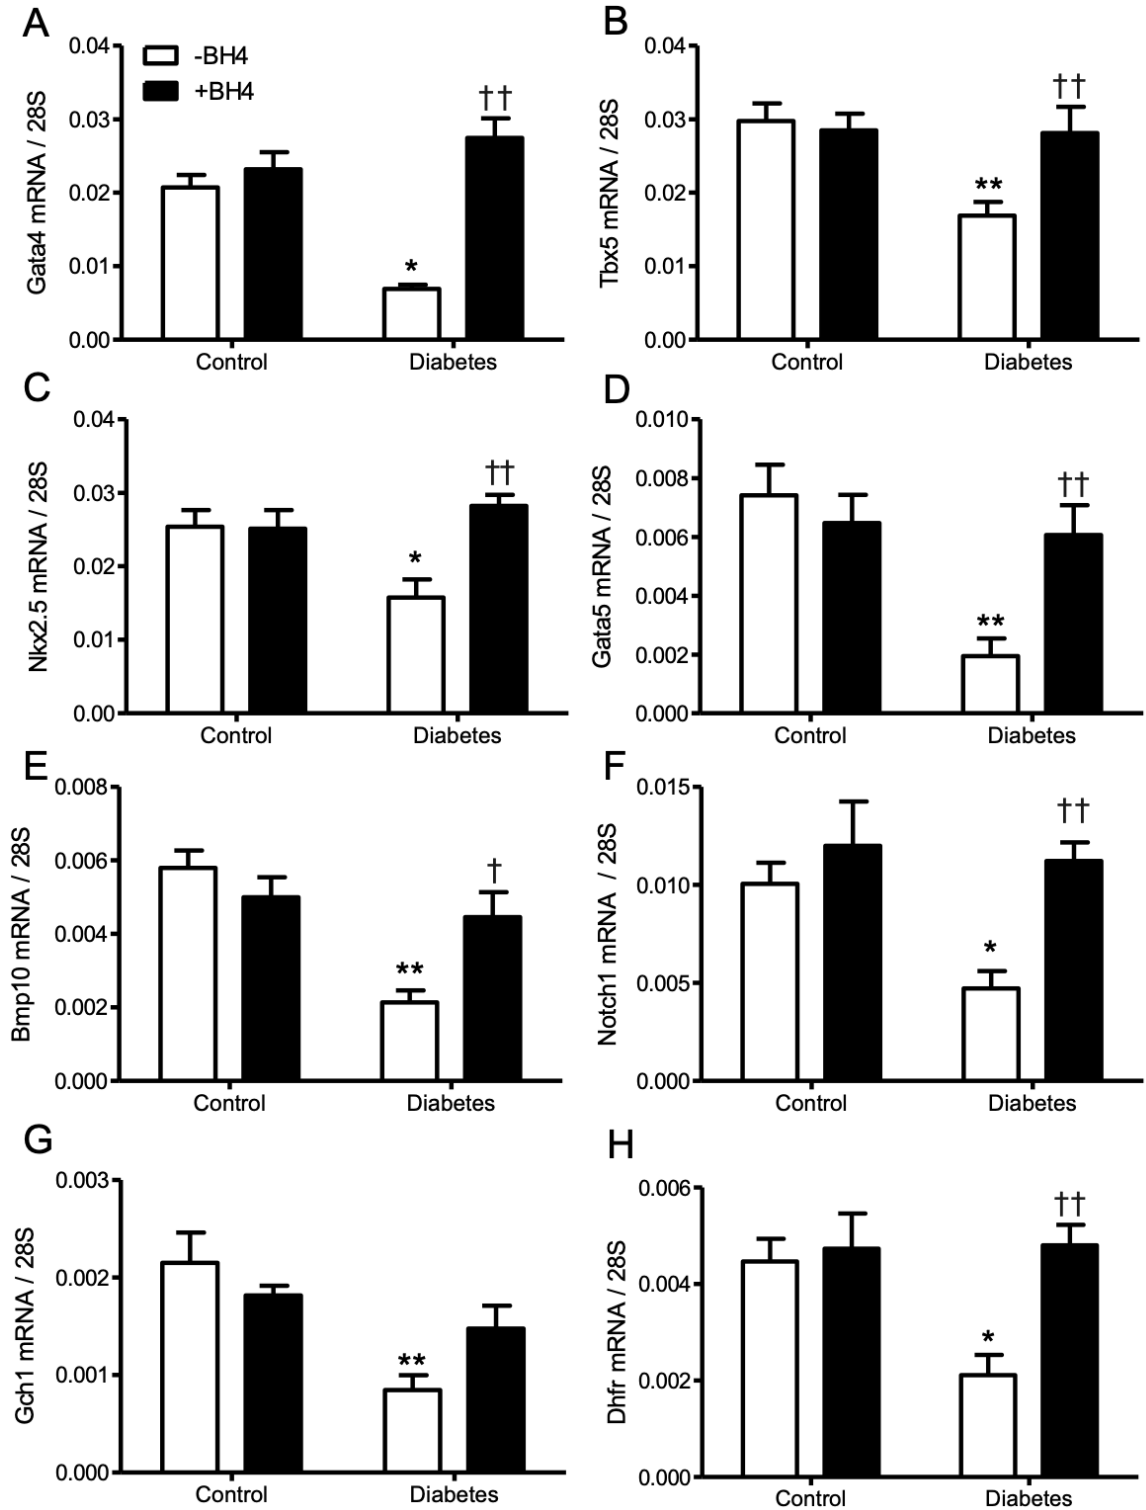 A
-BH4
+BH4
Gata4 mRNA / 28S
0.04
0.03
0.02
0.01
0.00
*
††
Control
Diabetes
B
Tbx5 mRNA / 28S
0.04
0.03
0.02
0.01
0.00
**
††
Control
Diabetes
C
Nkx2.5 mRNA / 28S
0.04
0.03
0.02
0.01
0.00
*
††
Control
Diabetes
D
Gata5 mRNA / 28S
0.010
0.008
0.006
0.004
0.002
0.000
**
††
Control
Diabetes
E
Bmp10 mRNA / 28S
0.008
0.006
0.004
0.002
0.000
**
†
Control
Diabetes
F
Notch1 mRNA / 28S
0.015
0.010
0.005
0.000
*
††
Control
Diabetes
G
Gch1 mRNA / 28S
0.003
0.002
0.001
0.000
**
Control
Diabetes
H
Dhfr mRNA / 28S
0.006
0.004
0.002
0.000
*
††
Control
Diabetes